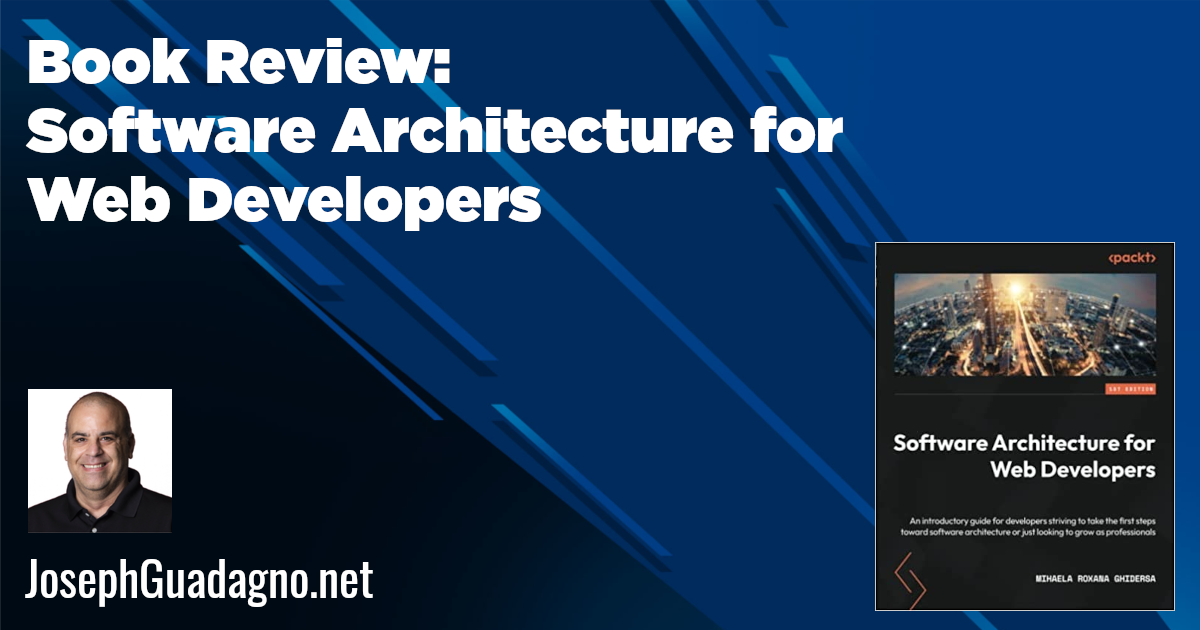 Book Review:
Software Architecture for
Web Developers
<packt>
1ST EDITION
Software Architecture for
Web Developers
An introductory guide for developers striving to take the first steps
toward software architecture or just looking to grow as professionals
MIHAELA ROXANA GHIDERSA
JosephGuadagno.net